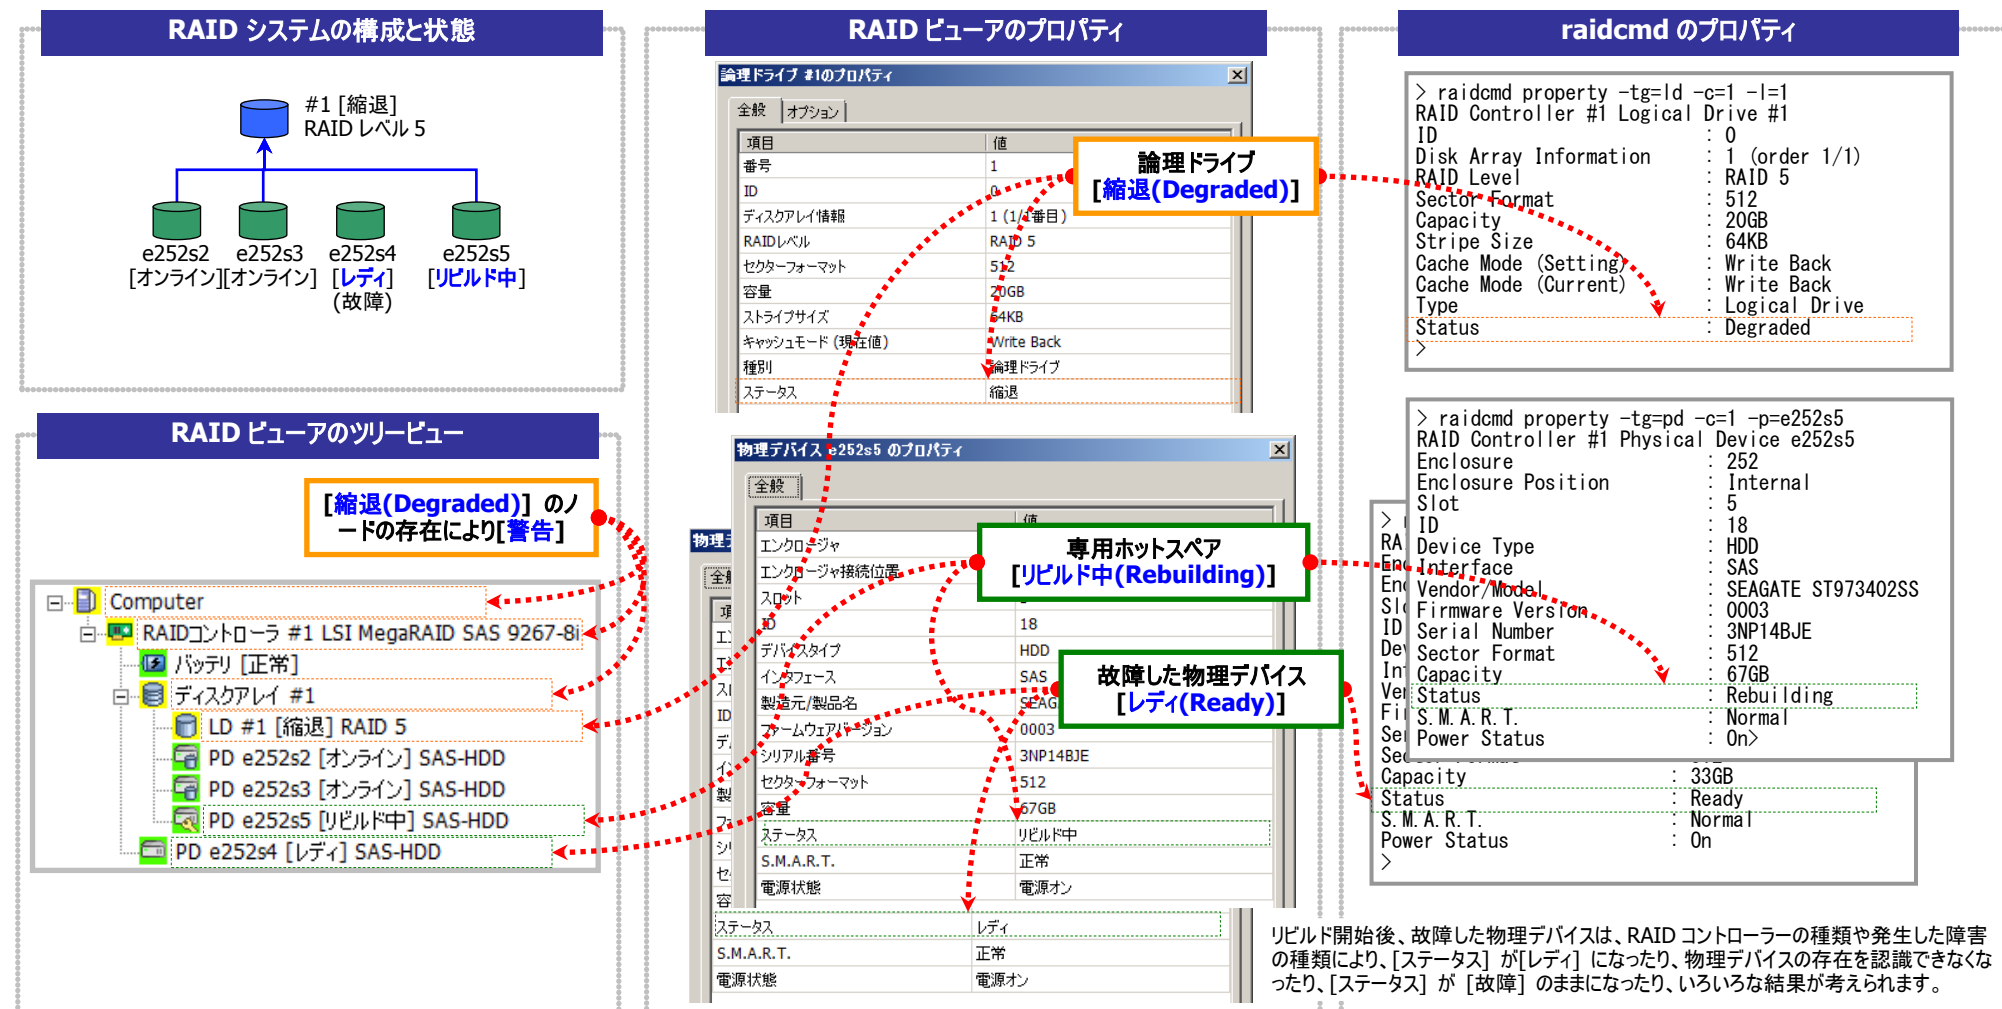 RAID システムの構成と状態
#1 [縮退]
RAID レベル 5
e252s2
[オンライン]
e252s3
[オンライン]
e252s4
[レディ]
(故障)
e252s5
[リビルド中]
RAID ビューアのツリービュー
[縮退(Degraded)] のノ
ードの存在により[警告]
Computer
RAIDコントローラ #1 LSI MegaRAID SAS 9267-8i
バッテリ [正常]
ディスクアレイ #1
LD #1 [縮退] RAID 5
PD e252s2 [オンライン] SAS-HDD
PD e252s3 [オンライン] SAS-HDD
PD e252s5 [リビルド中] SAS-HDD
PD e252s4 [レディ] SAS-HDD
RAID ビューアのプロパティ
論理ドライブ #1のプロパティ
全般 オプション
項目 値
番号 1
ID 0
ディスクアレイ情報 1 (1/1番目)
RAIDレベル RAID 5
セクターフォーマット 512
容量 20GB
ストライプサイズ 64KB
キャッシュモード (現在値) Write Back
種別 論理ドライブ
ステータス 縮退
論理ドライブ
[縮退(Degraded)]
物理デバイス e252s5 のプロパティ
全般
項目 値
エンクロージャ
エンクロージャ接続位置
スロット
ID 18
デバイスタイプ HDD
インタフェース SAS
製造元/製品名 SEAG
ファームウェアバージョン 0003
シリアル番号 3NP14BJE
セクターフォーマット 512
容量 67GB
ステータス リビルド中
S.M.A.R.T. 正常
電源状態 電源オン
専用ホットスペア
[リビルド中(Rebuilding)]
故障した物理デバイス
[レディ(Ready)]
ステータス レディ
S.M.A.R.T. 正常
電源状態 電源オン
raidcmd のプロパティ
> raidcmd property -tg=ld -c=1 -l=1
RAID Controller #1 Logical Drive #1
ID : 0
Disk Array Information : 1 (order 1/1)
RAID Level : RAID 5
Sector Format : 512
Capacity : 20GB
Stripe Size : 64KB
Cache Mode (Setting) : Write Back
Cache Mode (Current) : Write Back
Type : Logical Drive
Status : Degraded
>
> raidcmd property -tg=pd -c=1 -p=e252s5
RAID Controller #1 Physical Device e252s5
Enclosure : 252
Enclosure Position : Internal
Slot : 5
ID : 18
Device Type : HDD
Interface : SAS
Vendor/Model : SEAGATE ST973402SS
Firmware Version : 0003
Serial Number : 3NP14BJE
Sector Format : 512
Capacity : 67GB
Status : Rebuilding
S.M.A.R.T. : Normal
Power Status : On>
Capacity : 33GB
Status : Ready
S.M.A.R.T. : Normal
Power Status : On
>
リビルド開始後、故障した物理デバイスは、RAID コントローラーの種類や発生した障害
の種類により、[ステータス] が[レディ] になったり、物理デバイスの存在を認識できなくな
ったり、[ステータス] が [故障] のままになったり、いろいろな結果が考えられます。